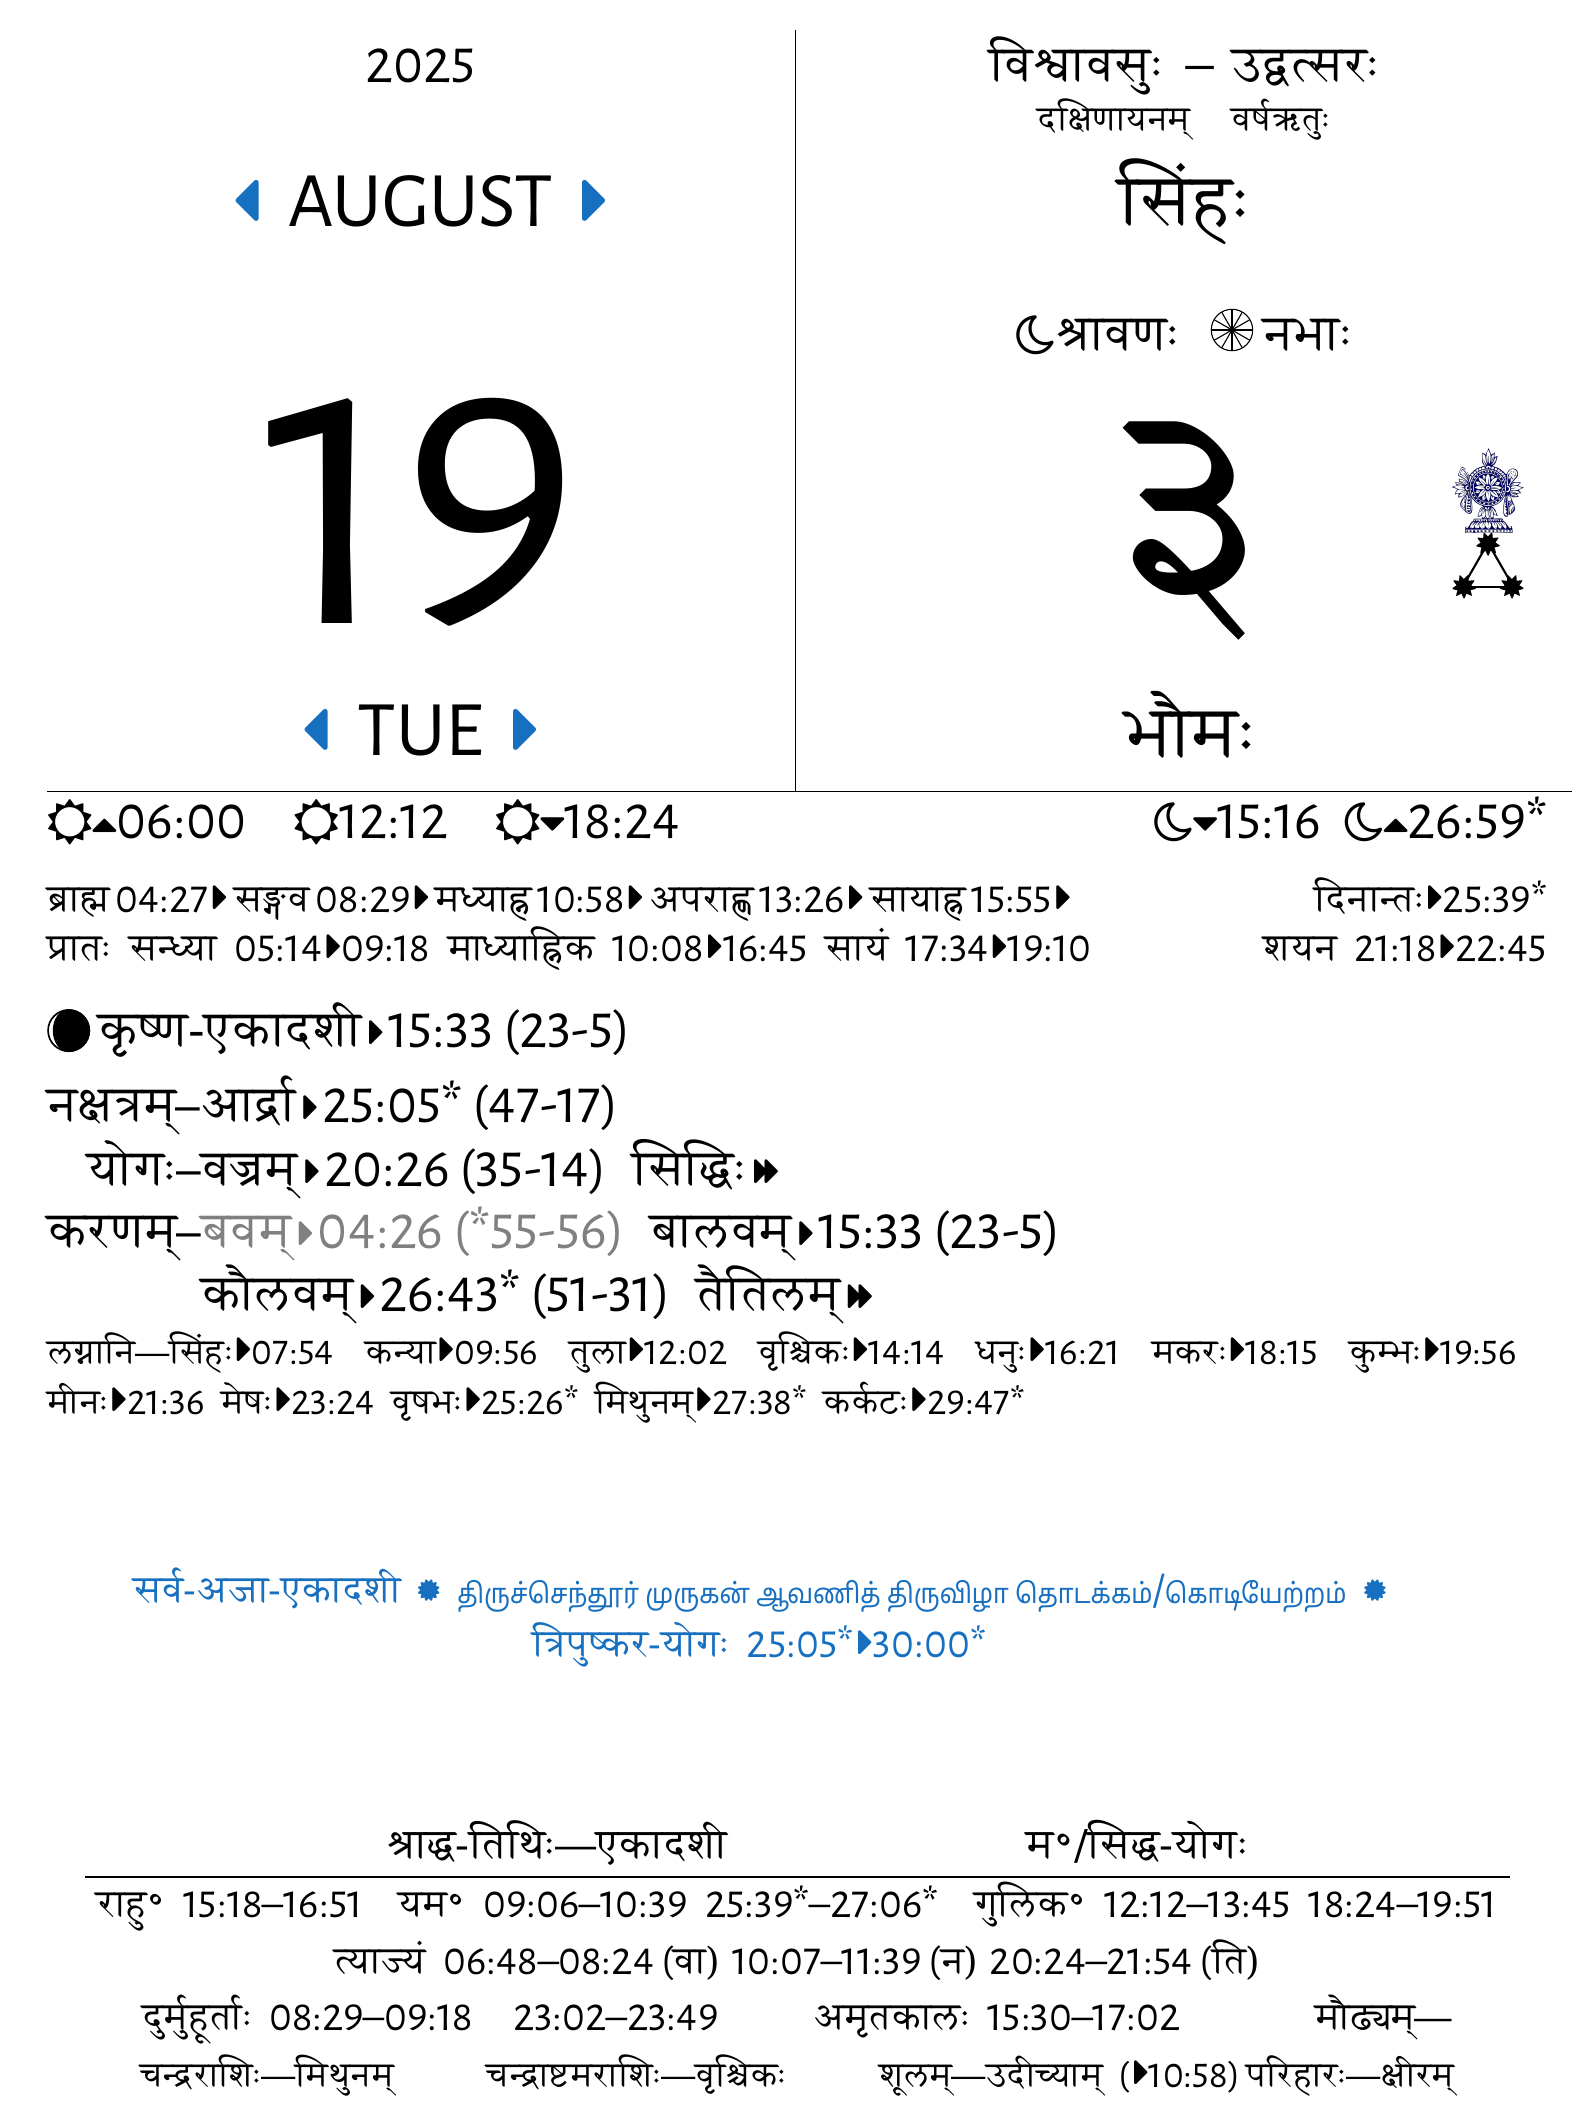 2025
AUGUST
19
TUE
विश्वावसुः – उद्वत्सरः
दक्षिणायनम् वर्षऋतुः
सिंहः
श्रावणः नभाः
३
भौमः
06:00 12:12 18:24 15:16 26:59*
ब्राह्म 04:27 सङ्गव 08:29 मध्याह्न 10:58 अपराह्ण 13:26 सायाह्न 15:55 दिनान्तः 25:39*
प्रातः सन्ध्या 05:14 09:18 माध्याह्निक 10:08 16:45 सायं 17:34 19:10 शयन 21:18 22:45
कृष्ण-एकादशी 15:33 (23-5)
नक्षत्रम्–आर्द्रा 25:05* (47-17)
योगः–वज्रम् 20:26 (35-14) सिद्धिः
करणम्–बवम् 04:26 (*55-56) बालवम् 15:33 (23-5)
कौलवम् 26:43* (51-31) तैतिलम्
लग्नानि—सिंहः 07:54 कन्या 09:56 तुला 12:02 वृश्चिकः 14:14 धनुः 16:21 मकरः 18:15 कुम्भः 19:56
मीनः 21:36 मेषः 23:24 वृषभः 25:26* मिथुनम् 27:38* कर्कटः 29:47*
सर्व-अजा-एकादशी திருச்செந்தூர் முருகன் ஆவணித் திருவிழா தொடக்கம்/கொடியேற்றம்
त्रिपुष्कर-योगः 25:05* 30:00*
श्राद्ध-तिथिः—एकादशी म॰/सिद्ध-योगः
राहु॰ 15:18–16:51 यम॰ 09:06–10:39 25:39*–27:06* गुलिक॰ 12:12–13:45 18:24–19:51
त्याज्यं 06:48–08:24 (वा) 10:07–11:39 (न) 20:24–21:54 (ति)
दुर्मुहूर्ताः 08:29–09:18 23:02–23:49 अमृतकालः 15:30–17:02 मौढ्यम्—
चन्द्रराशिः—मिथुनम् चन्द्राष्टमराशिः—वृश्चिकः शूलम्—उदीच्याम् ( 10:58) परिहारः—क्षीरम्